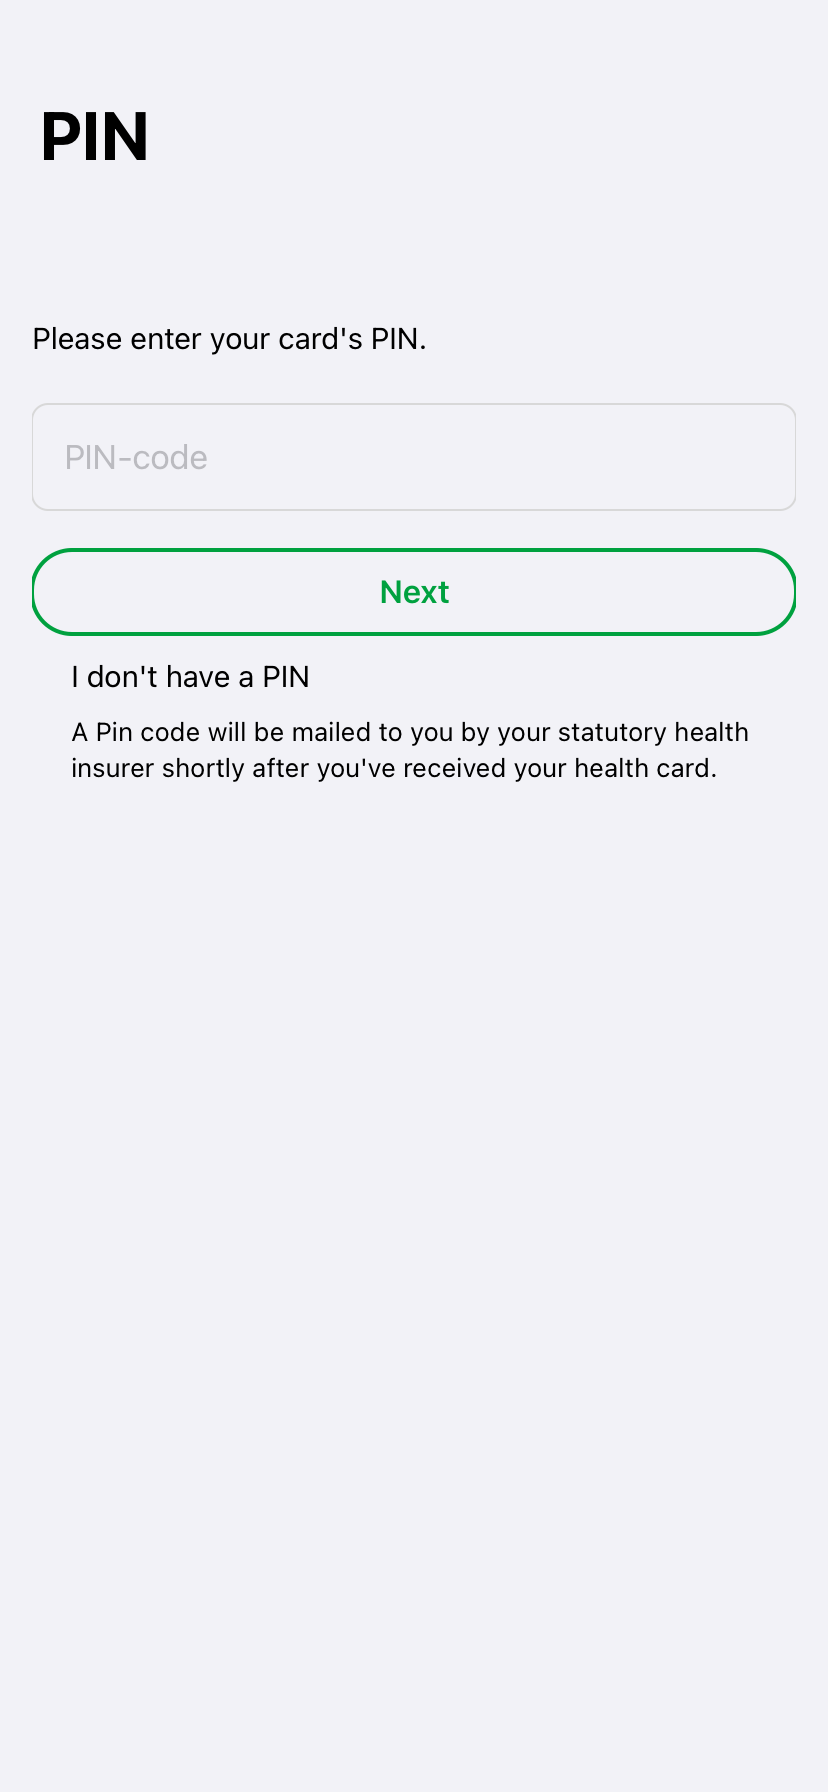 PIN
Please enter your card's PIN.
PIN-code
Next
I don't have a PIN
A Pin code will be mailed to you by your statutory health
insurer shortly after you've received your health card.